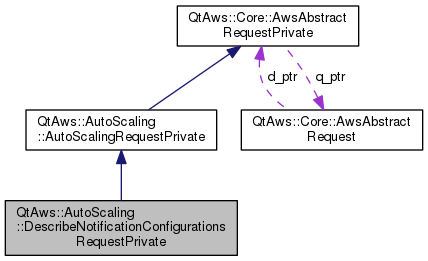 QtAws::Core::AwsAbstract
RequestPrivate
d_ptr
q_ptr
QtAws::AutoScaling
::AutoScalingRequestPrivate
QtAws::Core::AwsAbstract
Request
QtAws::AutoScaling
::DescribeNotificationConfigurations
RequestPrivate